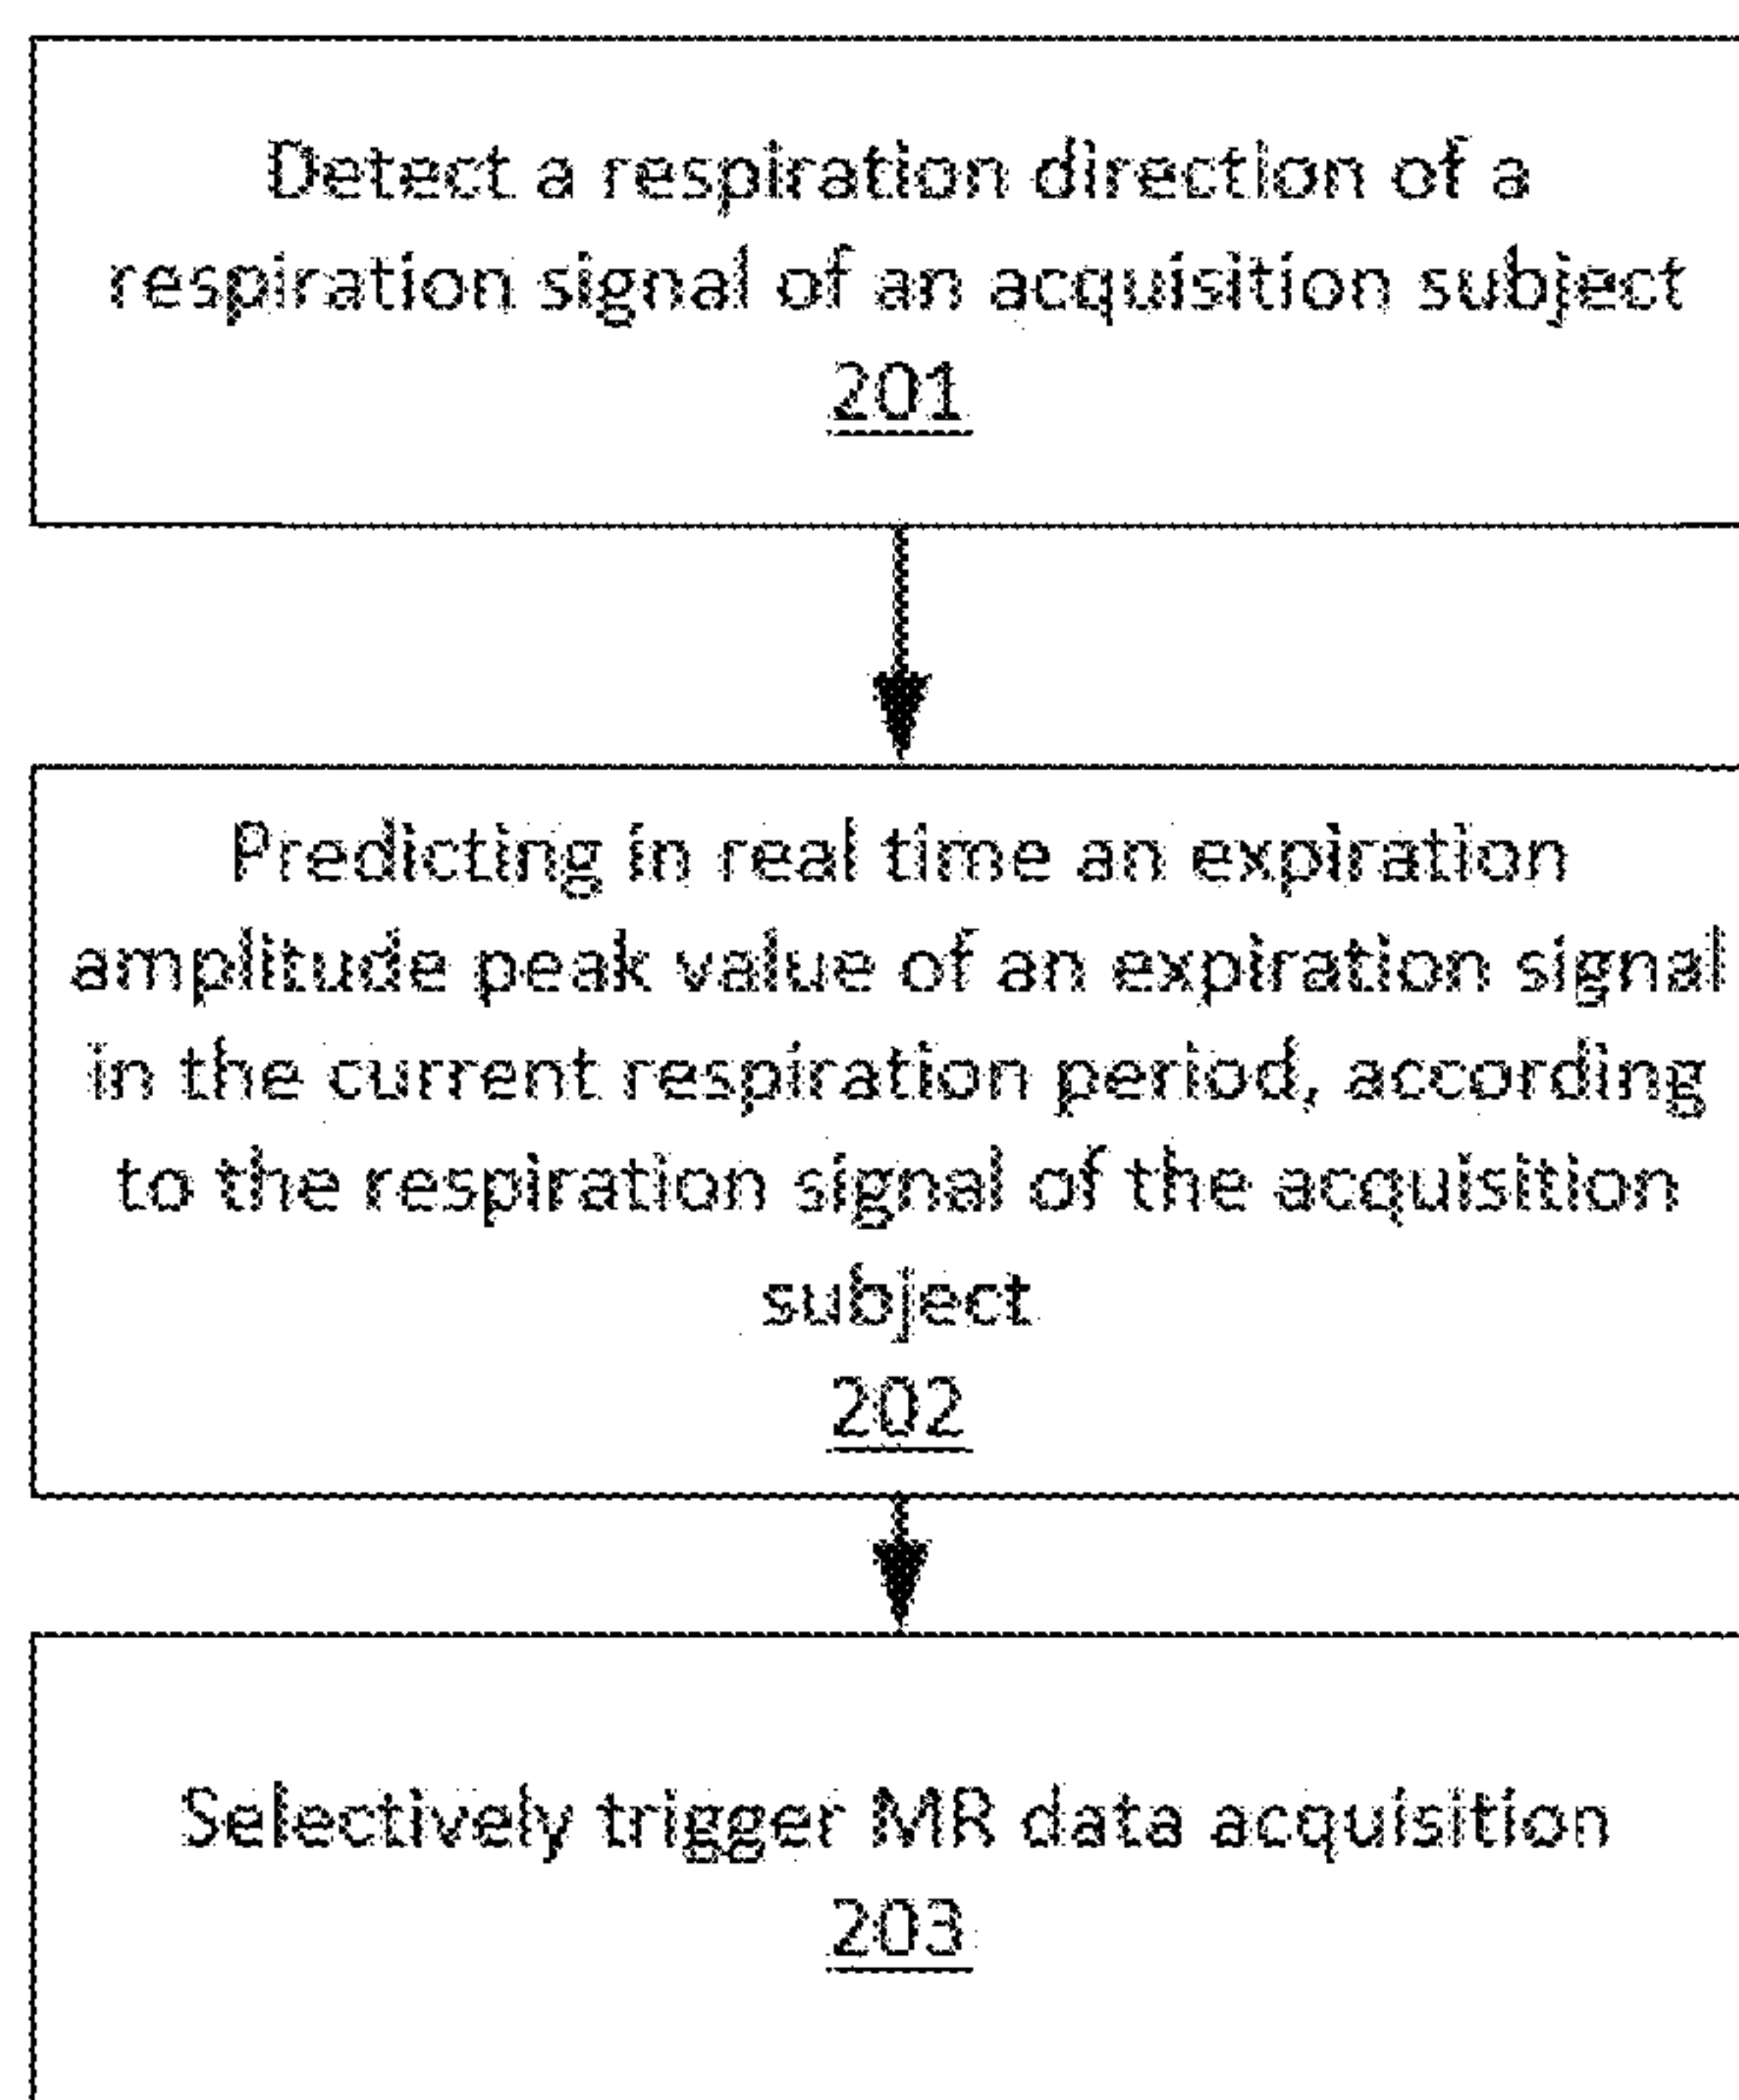 Detect a respiration direction of a
respiration signal of an acquisition subject
201
Predicting in real time an expiration
amplitude peak value of an expiration signal
in the current respiration period, according
to the respiration signal of the acquisition
subject
202
Selectively trigger MR data acquisition
203